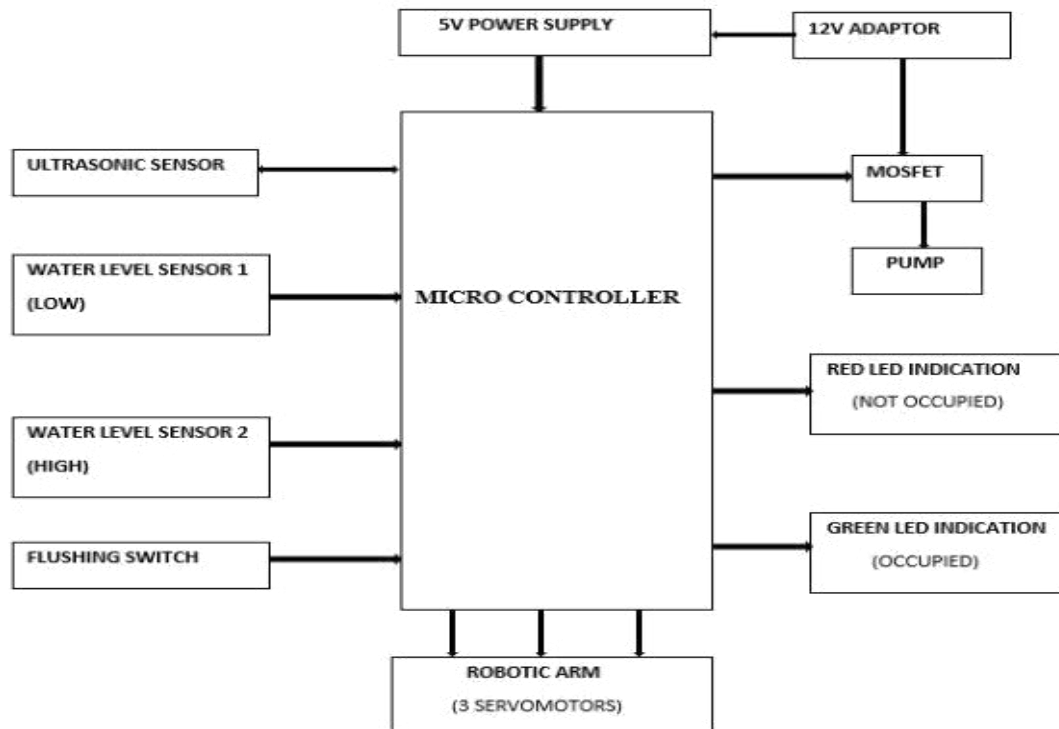 5V POWER SUPPLY
12V ADAPTOR
ULTRASONIC SENSOR
MOSFET
WATER LEVEL SENSOR 1
(LOW)
PUMP
MICRO CONTROLLER
RED LED INDICATION
(NOT OCCUPIED)
WATER LEVEL SENSOR 2
(HIGH)
GREEN LED INDICATION
(OCCUPIED)
FLUSHING SWITCH
ROBOTIC ARM
(3 SERVOMOTORS)